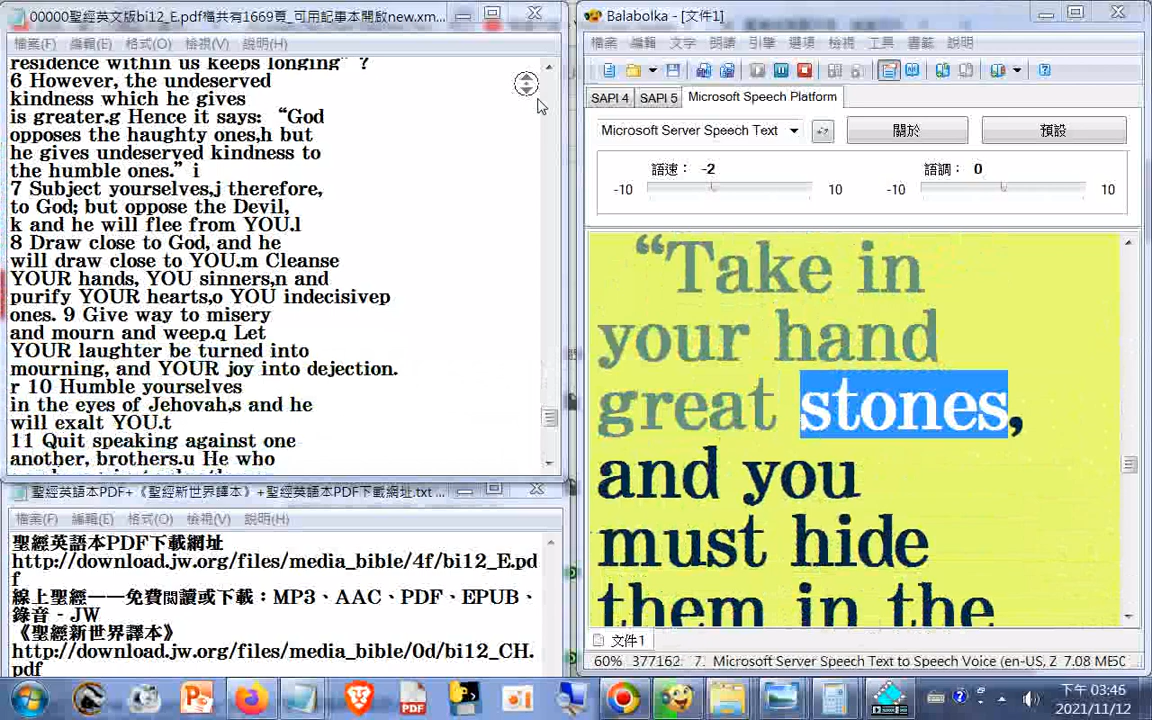 00000聖經英文版bi12_E.pdf檔共有1669頁_可用記事本開啟new.xm...
檔案(F) 編輯(E) 格式(O) 檢視(V) 說明(H)
residence within us keeps longing” ?
6 However, the undeserved
kindness which he gives
is greater.g Hence it says: “God
opposes the haughty ones,h but
he gives undeserved kindness to
the humble ones.” i
7 Subject yourselves,j therefore,
to God; but oppose the Devil,
k and he will flee from YOU.l
8 Draw close to God, and he
will draw close to YOU.m Cleanse
YOUR hands, YOU sinners,n and
purify YOUR hearts,o YOU indecisivep
ones. 9 Give way to misery
and mourn and weep.q Let
YOUR laughter be turned into
mourning, and YOUR joy into dejection.
r 10 Humble yourselves
in the eyes of Jehovah,s and he
will exalt YOU.t
11 Quit speaking against one
another, brothers.u He who
聖經英語本PDF+《聖經新世界譯本》+聖經英語本PDF下載網址.txt ...
檔案(F) 編輯(E) 格式(O) 檢視(V) 說明(H)
聖經英語本PDF下載網址
http://download.jw.org/files/media_bible/4f/bi12_E.pd
f
線上聖經——免費閱讀或下載：MP3、AAC、PDF、EPUB、
錄音 - JW
《聖經新世界譯本》
http://download.jw.org/files/media_bible/0d/bi12_CH.
pdf
Balabolka - [文件1]
檔案 編輯 文字 朗讀 引擎 選項 檢視 工具 書籤 說明
SAPI 4 SAPI 5 Microsoft Speech Platform
Microsoft Server Speech Text 關於 預設
語速： -2 語調： 0
-10 10 -10 10
“Take in
your hand
great stones,
and you
must hide
them in the
文件1
60% 377162: 7. Microsoft Server Speech Text to Speech Voice (en-US, Z 7.08 ME
下午 03:46
2021/11/12